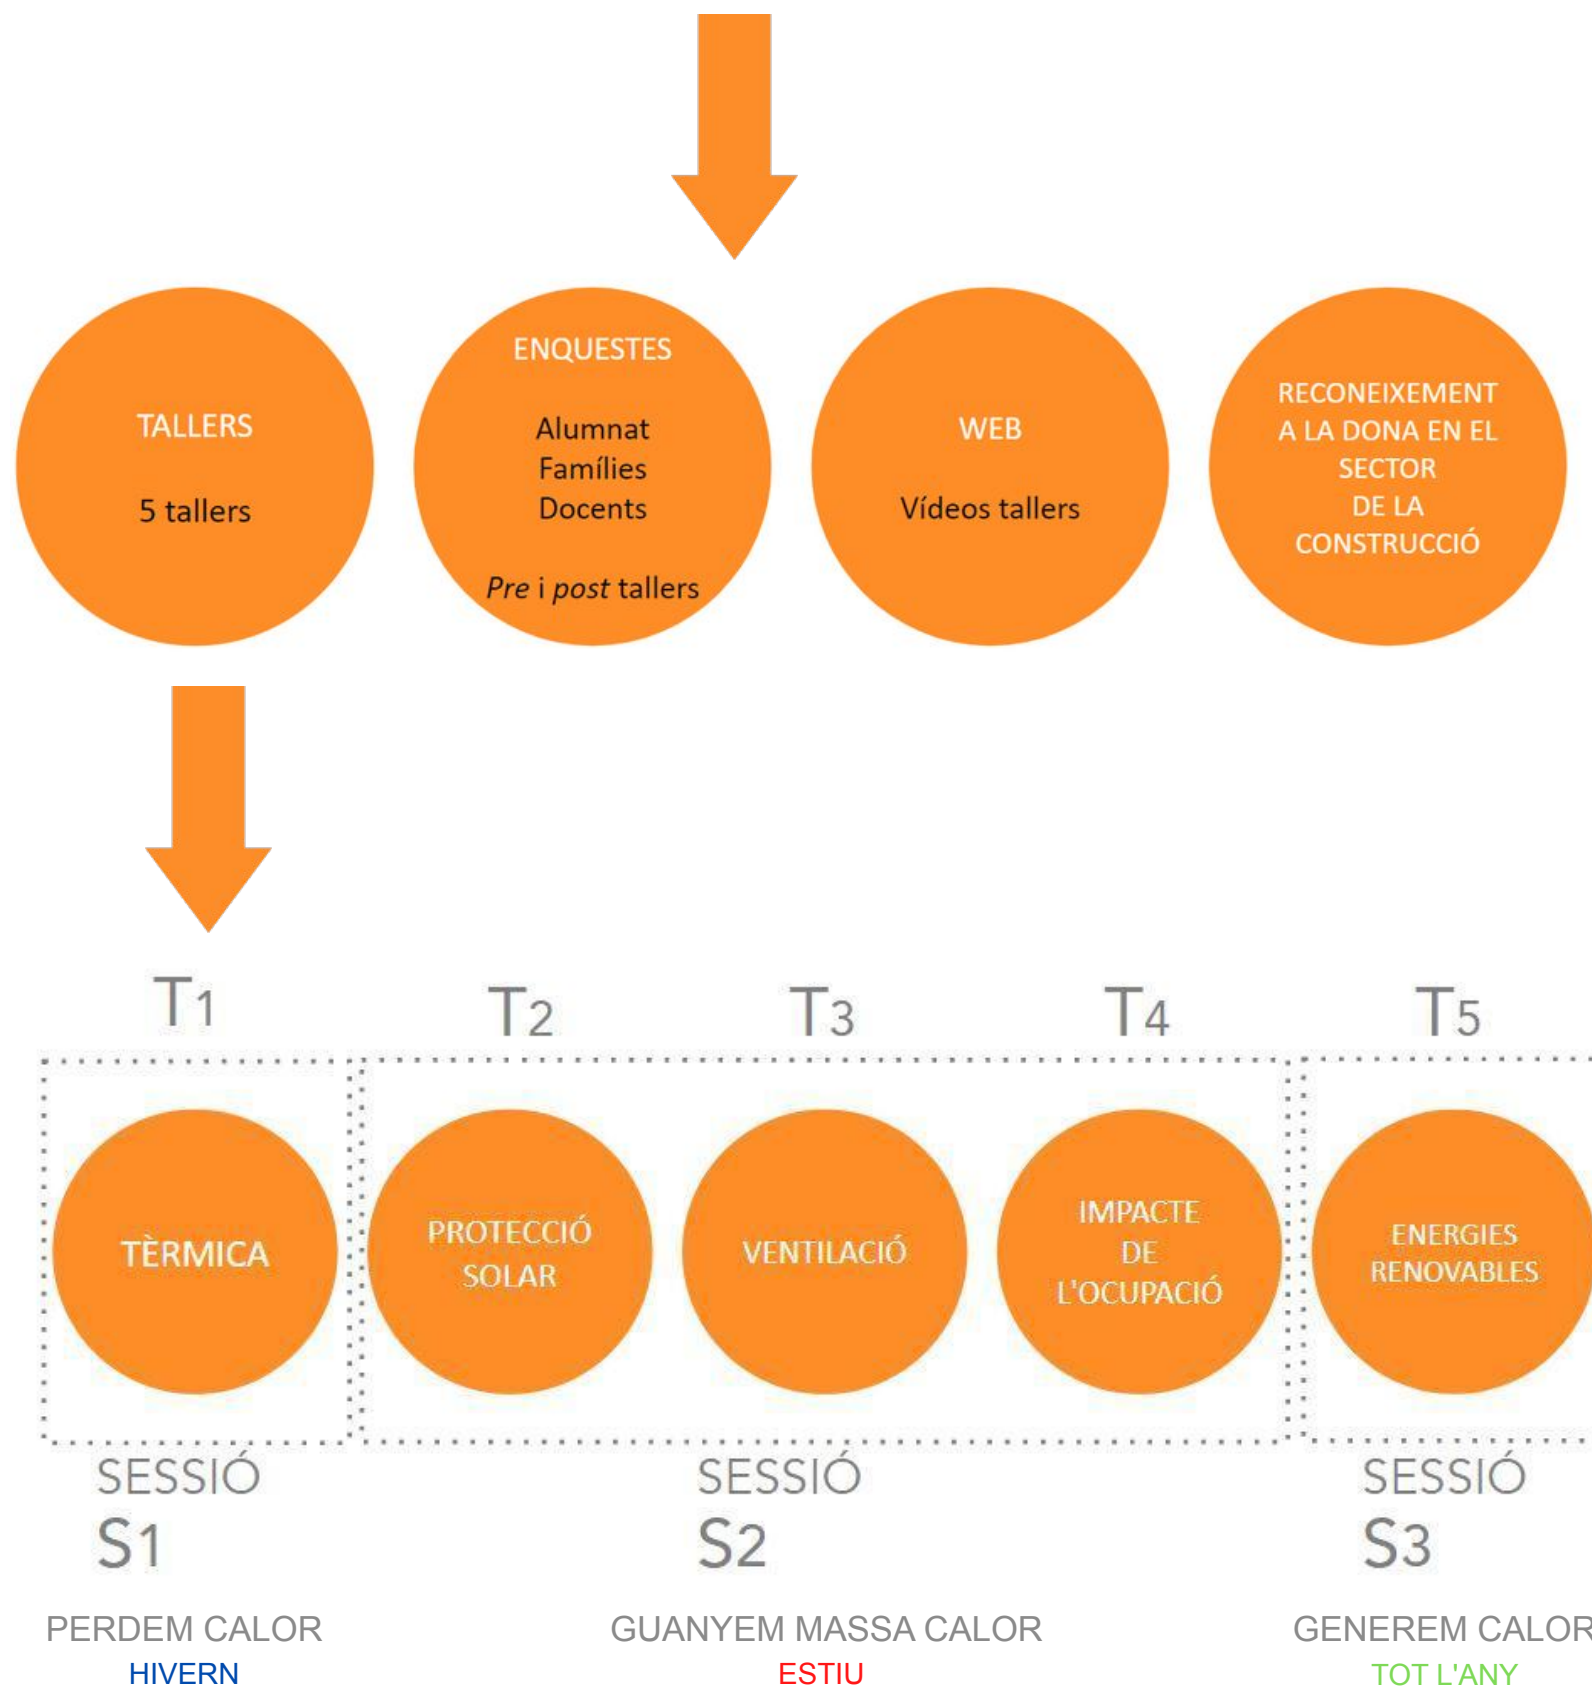 TALLERS
5 tallers
ENQUESTES
Alumnat
Famílies
Docents
Pre i post tallers
WEB
Vídeos tallers
RECONEIXEMENT
A LA DONA EN EL
SECTOR
DE LA
CONSTRUCCIÓ
T1
T2
T3
T4
T5
TÈRMICA
PROTECCIÓ
SOLAR
VENTILACIÓ
IMPACTE
DE
L'OCUPACIÓ
ENERGIES
RENOVABLES
SESSIÓ
S1
SESSIÓ
S2
SESSIÓ
S3
PERDEM CALOR
HIVERN
GUANYEM MASSA CALOR
ESTIU
GENEREM CALOR
TOT L'ANY